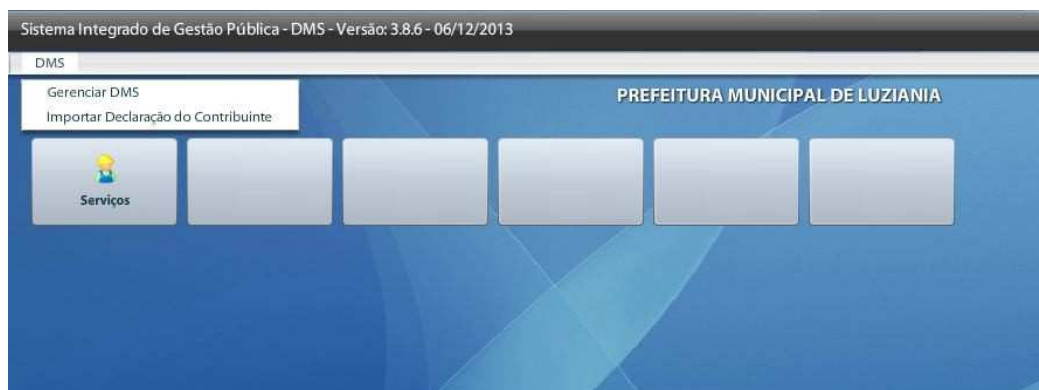 Sistema Integrado de Gestão Pública - DMS - Versão: 3.8.6 - 06/12/2013
DMS
Gerenciar DMS
Importar Declaração do Contribuinte
PREFEITURA MUNICIPAL DE LUZIANIA
Serviços